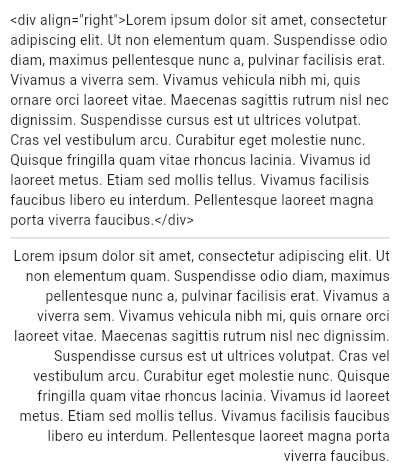 <div align="right">Lorem ipsum dolor sit amet, consectetur
adipiscing elit. Ut non elementum quam. Suspendisse odio
diam, maximus pellentesque nunc a, pulvinar facilisis erat.
Vivamus a viverra sem. Vivamus vehicula nibh mi, quis
ornare orci laoreet vitae. Maecenas sagittis rutrum nisl nec
dignissim. Suspendisse cursus est ut ultrices volutpat.
Cras vel vestibulum arcu. Curabitur eget molestie nunc.
Quisque fringilla quam vitae rhoncus lacinia. Vivamus id
laoreet metus. Etiam sed mollis tellus. Vivamus facilisis
faucibus libero eu interdum. Pellentesque laoreet magna
porta viverra faucibus.</div>
Lorem ipsum dolor sit amet, consectetur adipiscing elit. Ut
non elementum quam. Suspendisse odio diam, maximus
pellentesque nunc a, pulvinar facilisis erat. Vivamus a
viverra sem. Vivamus vehicula nibh mi, quis ornare orci
laoreet vitae. Maecenas sagittis rutrum nisl nec dignissim.
Suspendisse cursus est ut ultrices volutpat. Cras vel
vestibulum arcu. Curabitur eget molestie nunc. Quisque
fringilla quam vitae rhoncus lacinia. Vivamus id laoreet
metus. Etiam sed mollis tellus. Vivamus facilisis faucibus
libero eu interdum. Pellentesque laoreet magna porta
viverra faucibus.